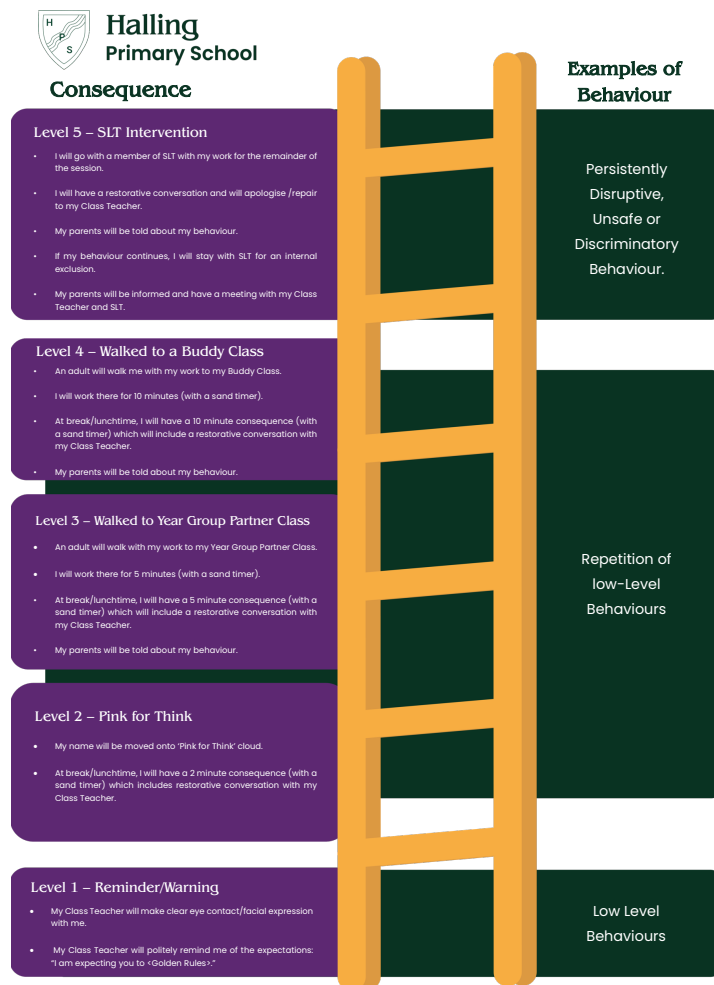 H
P
S
Halling
Primary School
Consequence
Examples of
Behaviour
Level 5 – SLT Intervention
• I will go with a member of SLT with my work for the remainder of
the session.
• I will have a restorative conversation and will apologise /repair
to my Class Teacher.
• My parents will be told about my behaviour.
• If my behaviour continues, I will stay with SLT for an internal
exclusion.
• My parents will be informed and have a meeting with my Class
Teacher and SLT.
Persistently
Disruptive,
Unsafe or
Discriminatory
Behaviour.
Level 4 – Walked to a Buddy Class
• An adult will walk me with my work to my Buddy Class.
• I will work there for 10 minutes (with a sand timer).
• At break/lunchtime, I will have a 10 minute consequence (with
a sand timer) which will include a restorative conversation with
my Class Teacher.
• My parents will be told about my behaviour.
Level 3 – Walked to Year Group Partner Class
• An adult will walk with my work to my Year Group Partner Class.
• I will work there for 5 minutes (with a sand timer).
• At break/lunchtime, I will have a 5 minute consequence (with a
sand timer) which will include a restorative conversation with
my Class Teacher.
• My parents will be told about my behaviour.
Repetition of
low-Level
Behaviours
Level 2 – Pink for Think
• My name will be moved onto 'Pink for Think' cloud.
• At break/lunchtime, I will have a 2 minute consequence (with a
sand timer) which includes restorative conversation with my
Class Teacher.
Level 1 – Reminder/Warning
• My Class Teacher will make clear eye contact/facial expression
with me.
• My Class Teacher will politely remind me of the expectations:
"I am expecting you to <Golden Rules>."
Low Level
Behaviours